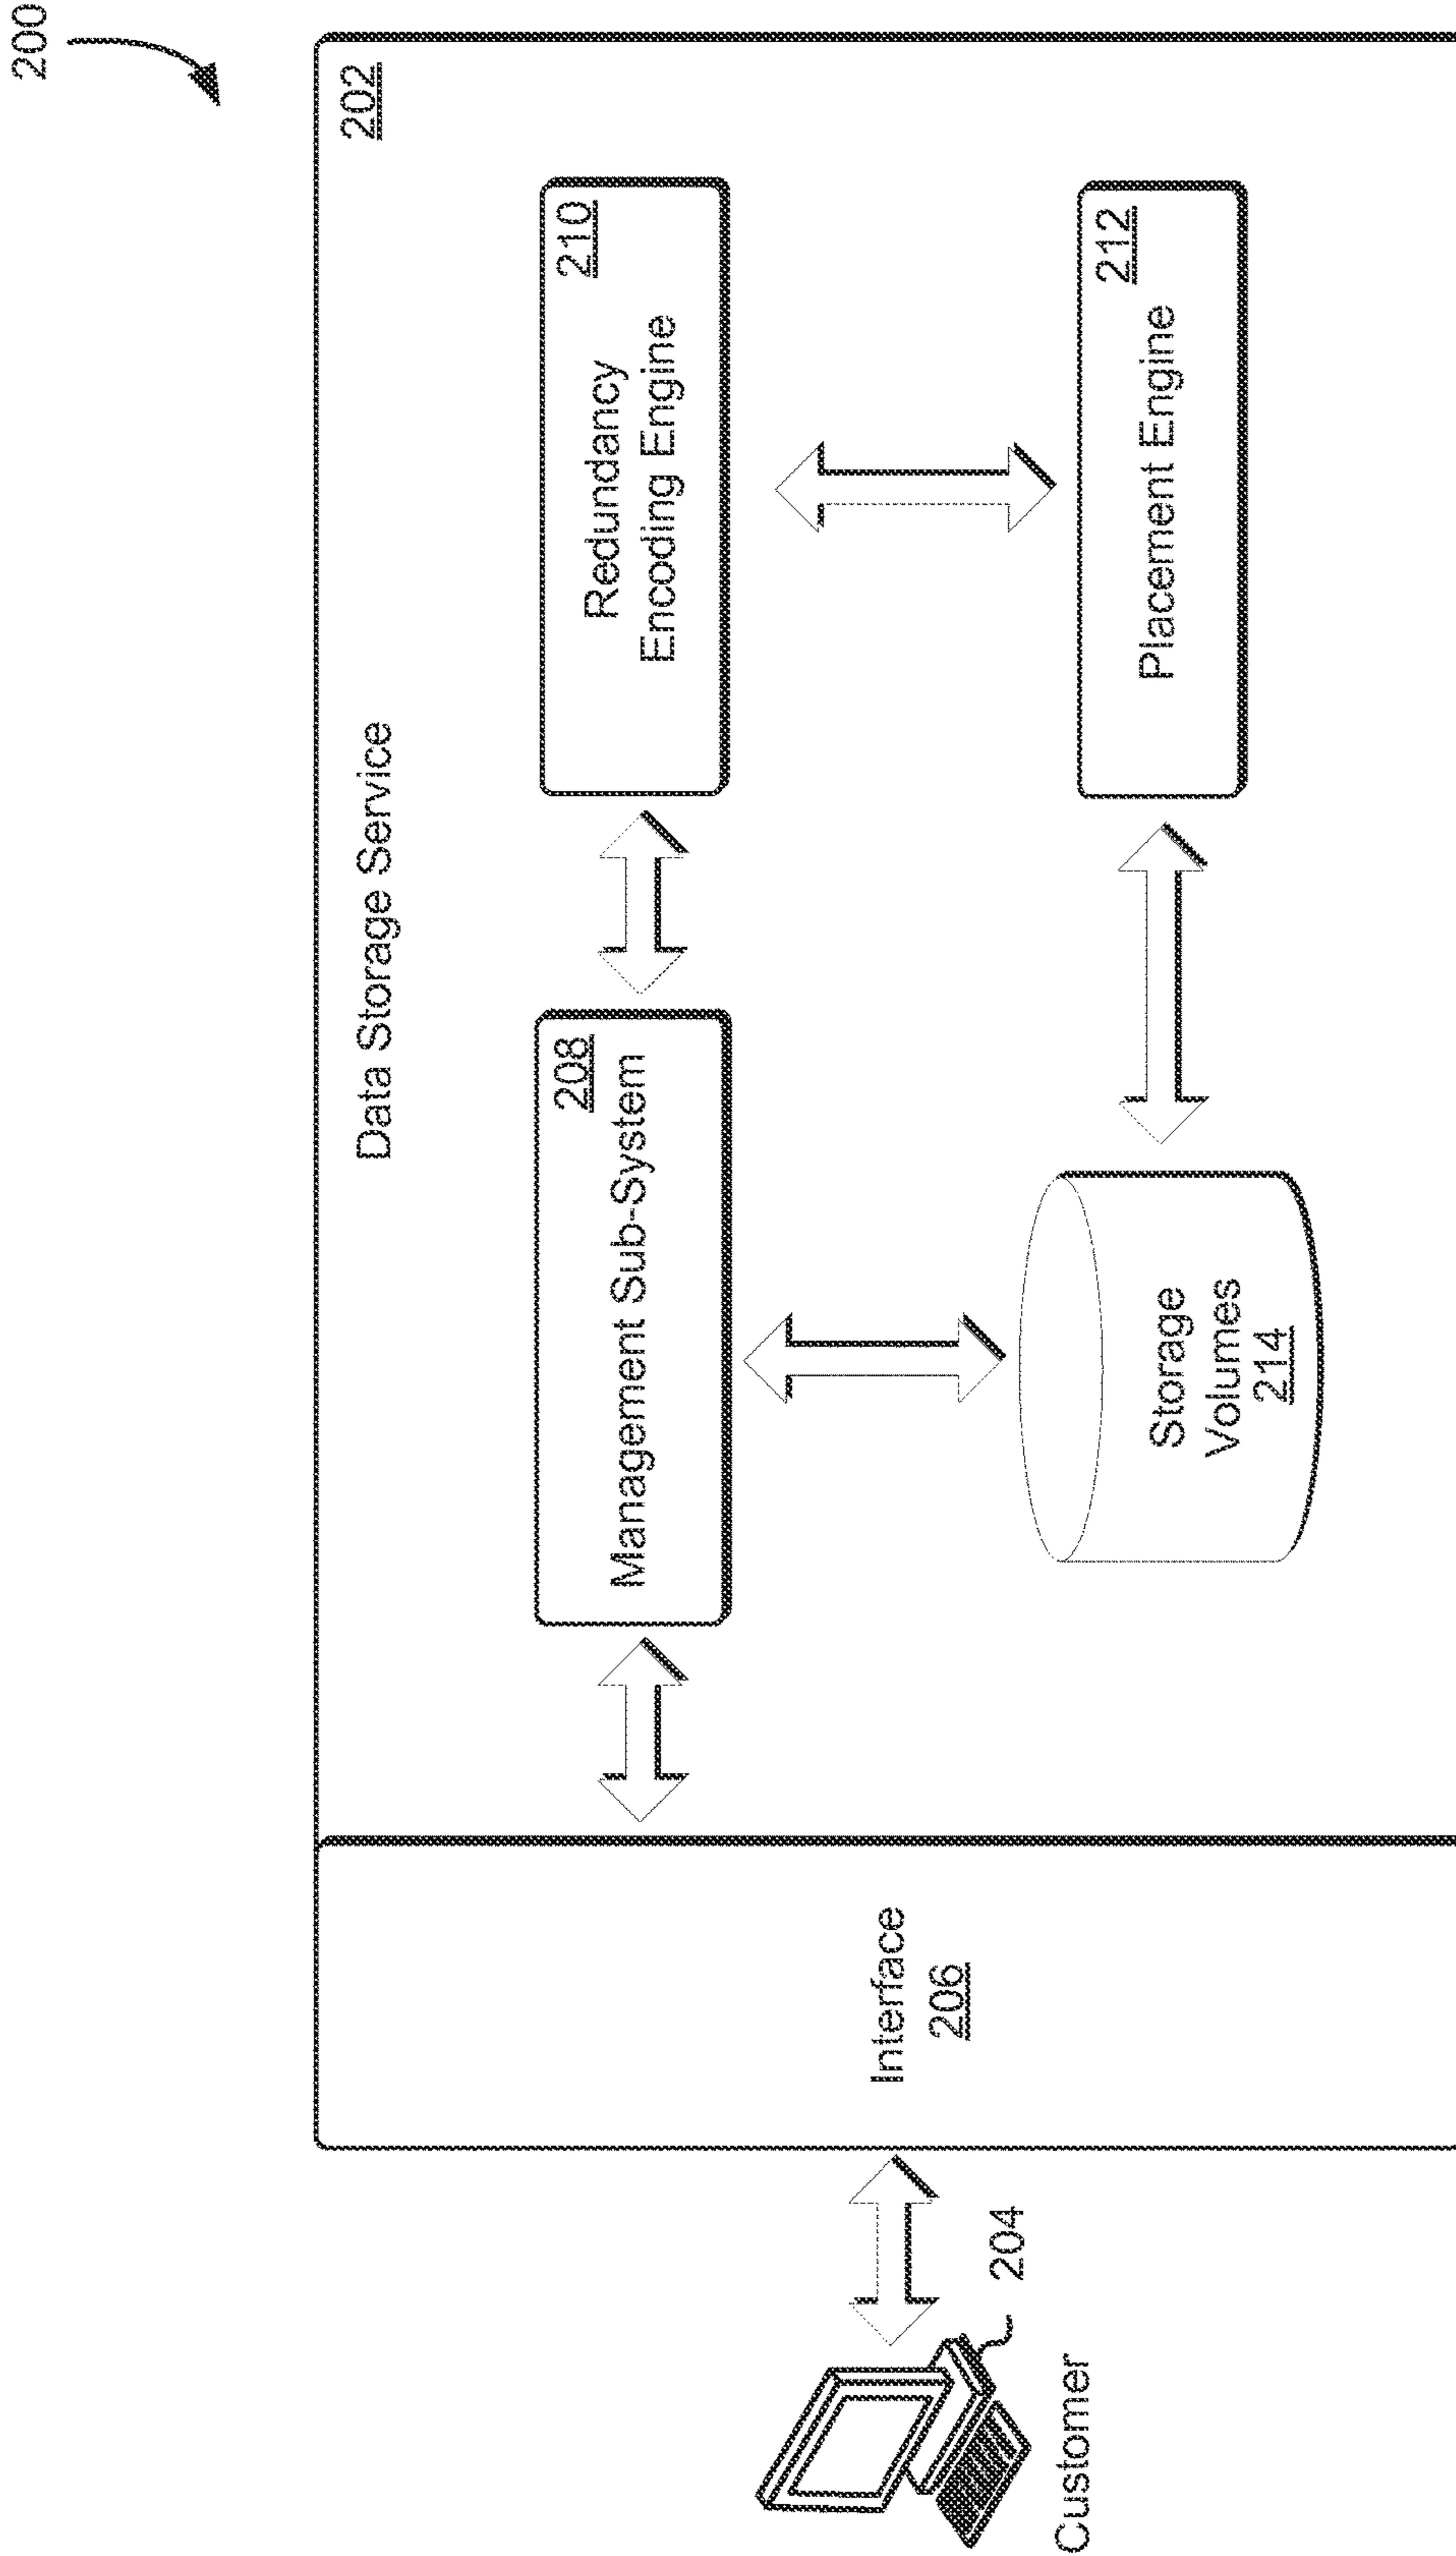 200
202
Data Storage Service
208
Management Sub-System
210
Redundancy
Encoding Engine
Interface
206
204
Customer
Storage
Volumes
214
212
Placement Engine